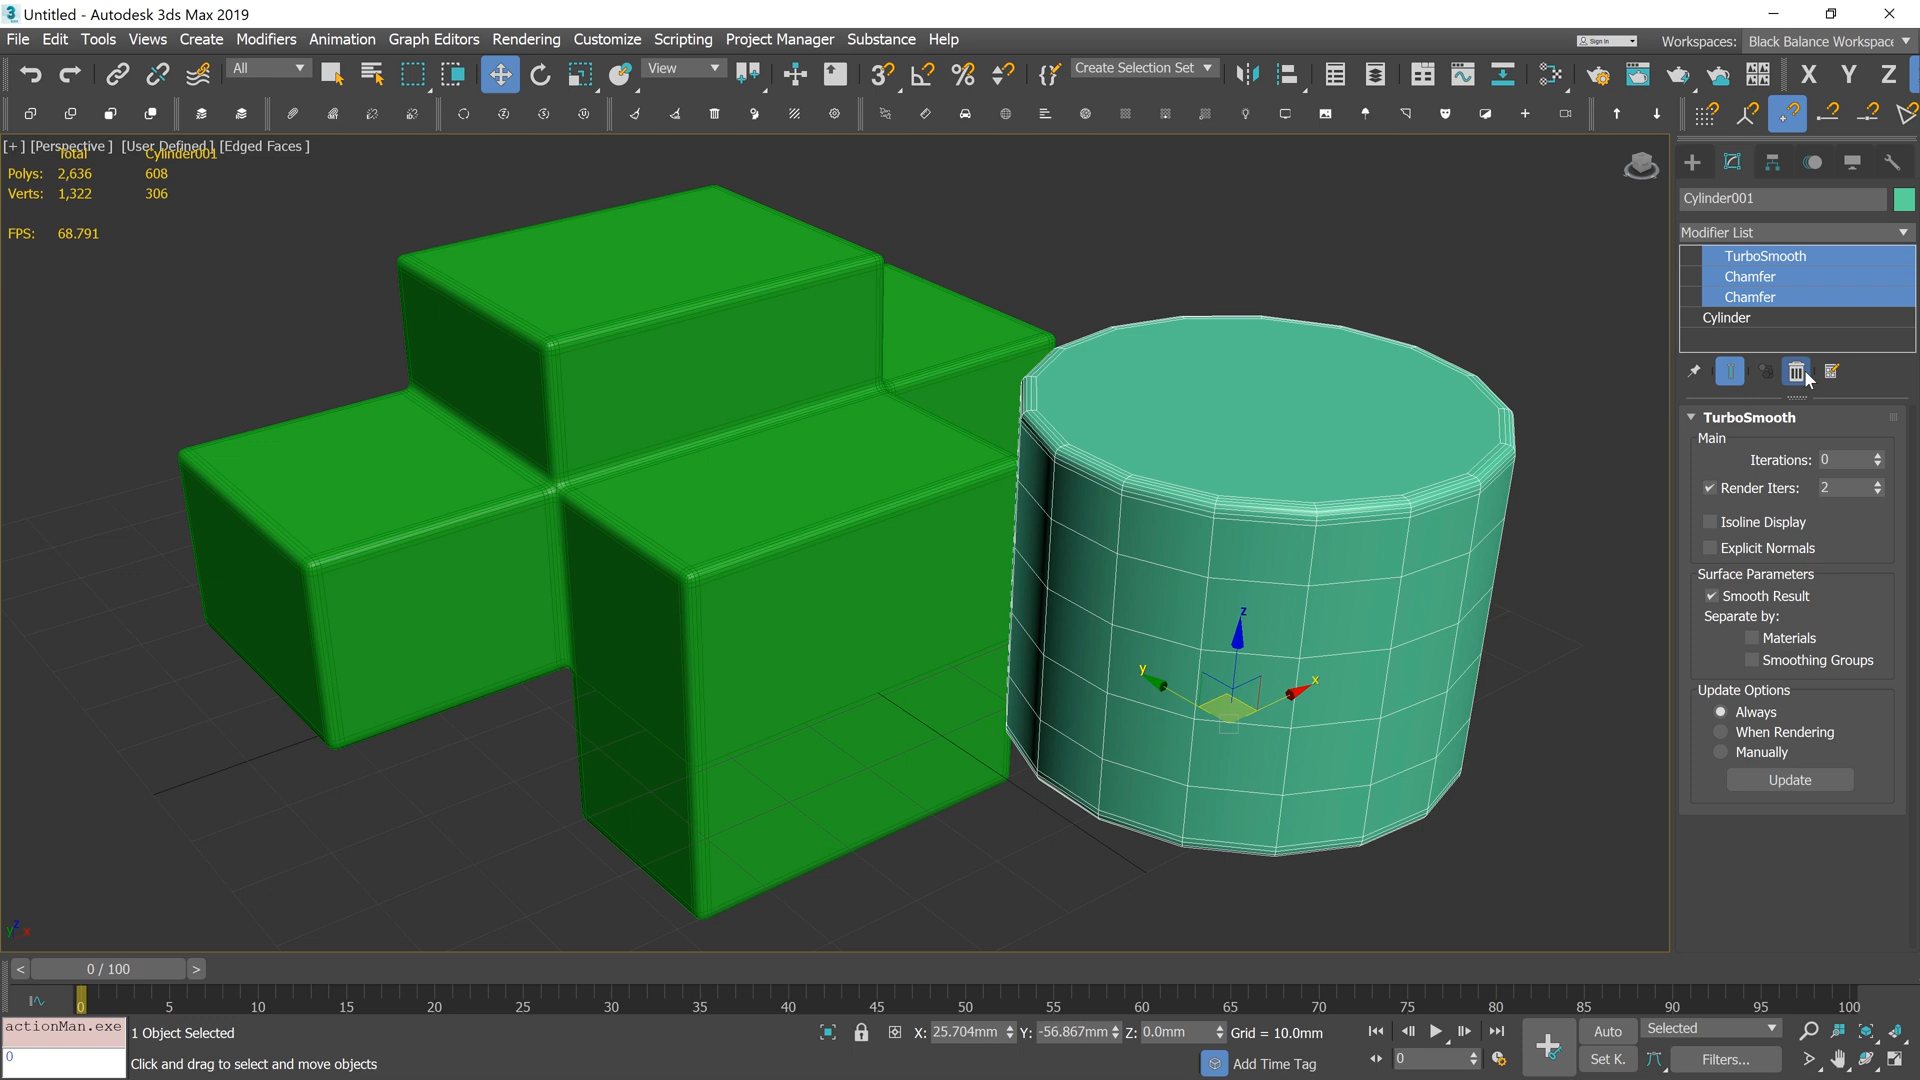 Untitled - Autodesk 3ds Max 2019
File Edit Tools Views Create Modifiers Animation Graph Editors Rendering Customize Scripting Project Manager Substance Help
Sign In
Workspaces: Black Balance Workspace
All
View
Create Selection Set
X Y Z
[+] [Perspective ] [User Defined] [Edged Faces ]
Total Cylinder001
Polys: 2,636 608
Verts: 1,322 306
FPS: 68.791
Cylinder001
Modifier List
TurboSmooth
Chamfer
Chamfer
Cylinder
TurboSmooth
Main
Iterations: 0
Render Iters: 2
Isoline Display
Explicit Normals
Surface Parameters
Smooth Result
Separate by:
Materials
Smoothing Groups
Update Options
Always
When Rendering
Manually
Update
z
y
x
z
y x
< 0 / 100 >
0 5 10 15 20 25 30 35 40 45 50 55 60 65 70 75 80 85 90 95 100
actionMan.exe
0
1 Object Selected
X: 25.704mm Y: -56.867mm Z: 0.0mm Grid = 10.0mm
Auto Selected
Click and drag to select and move objects
Add Time Tag
0
Set K. Filters...